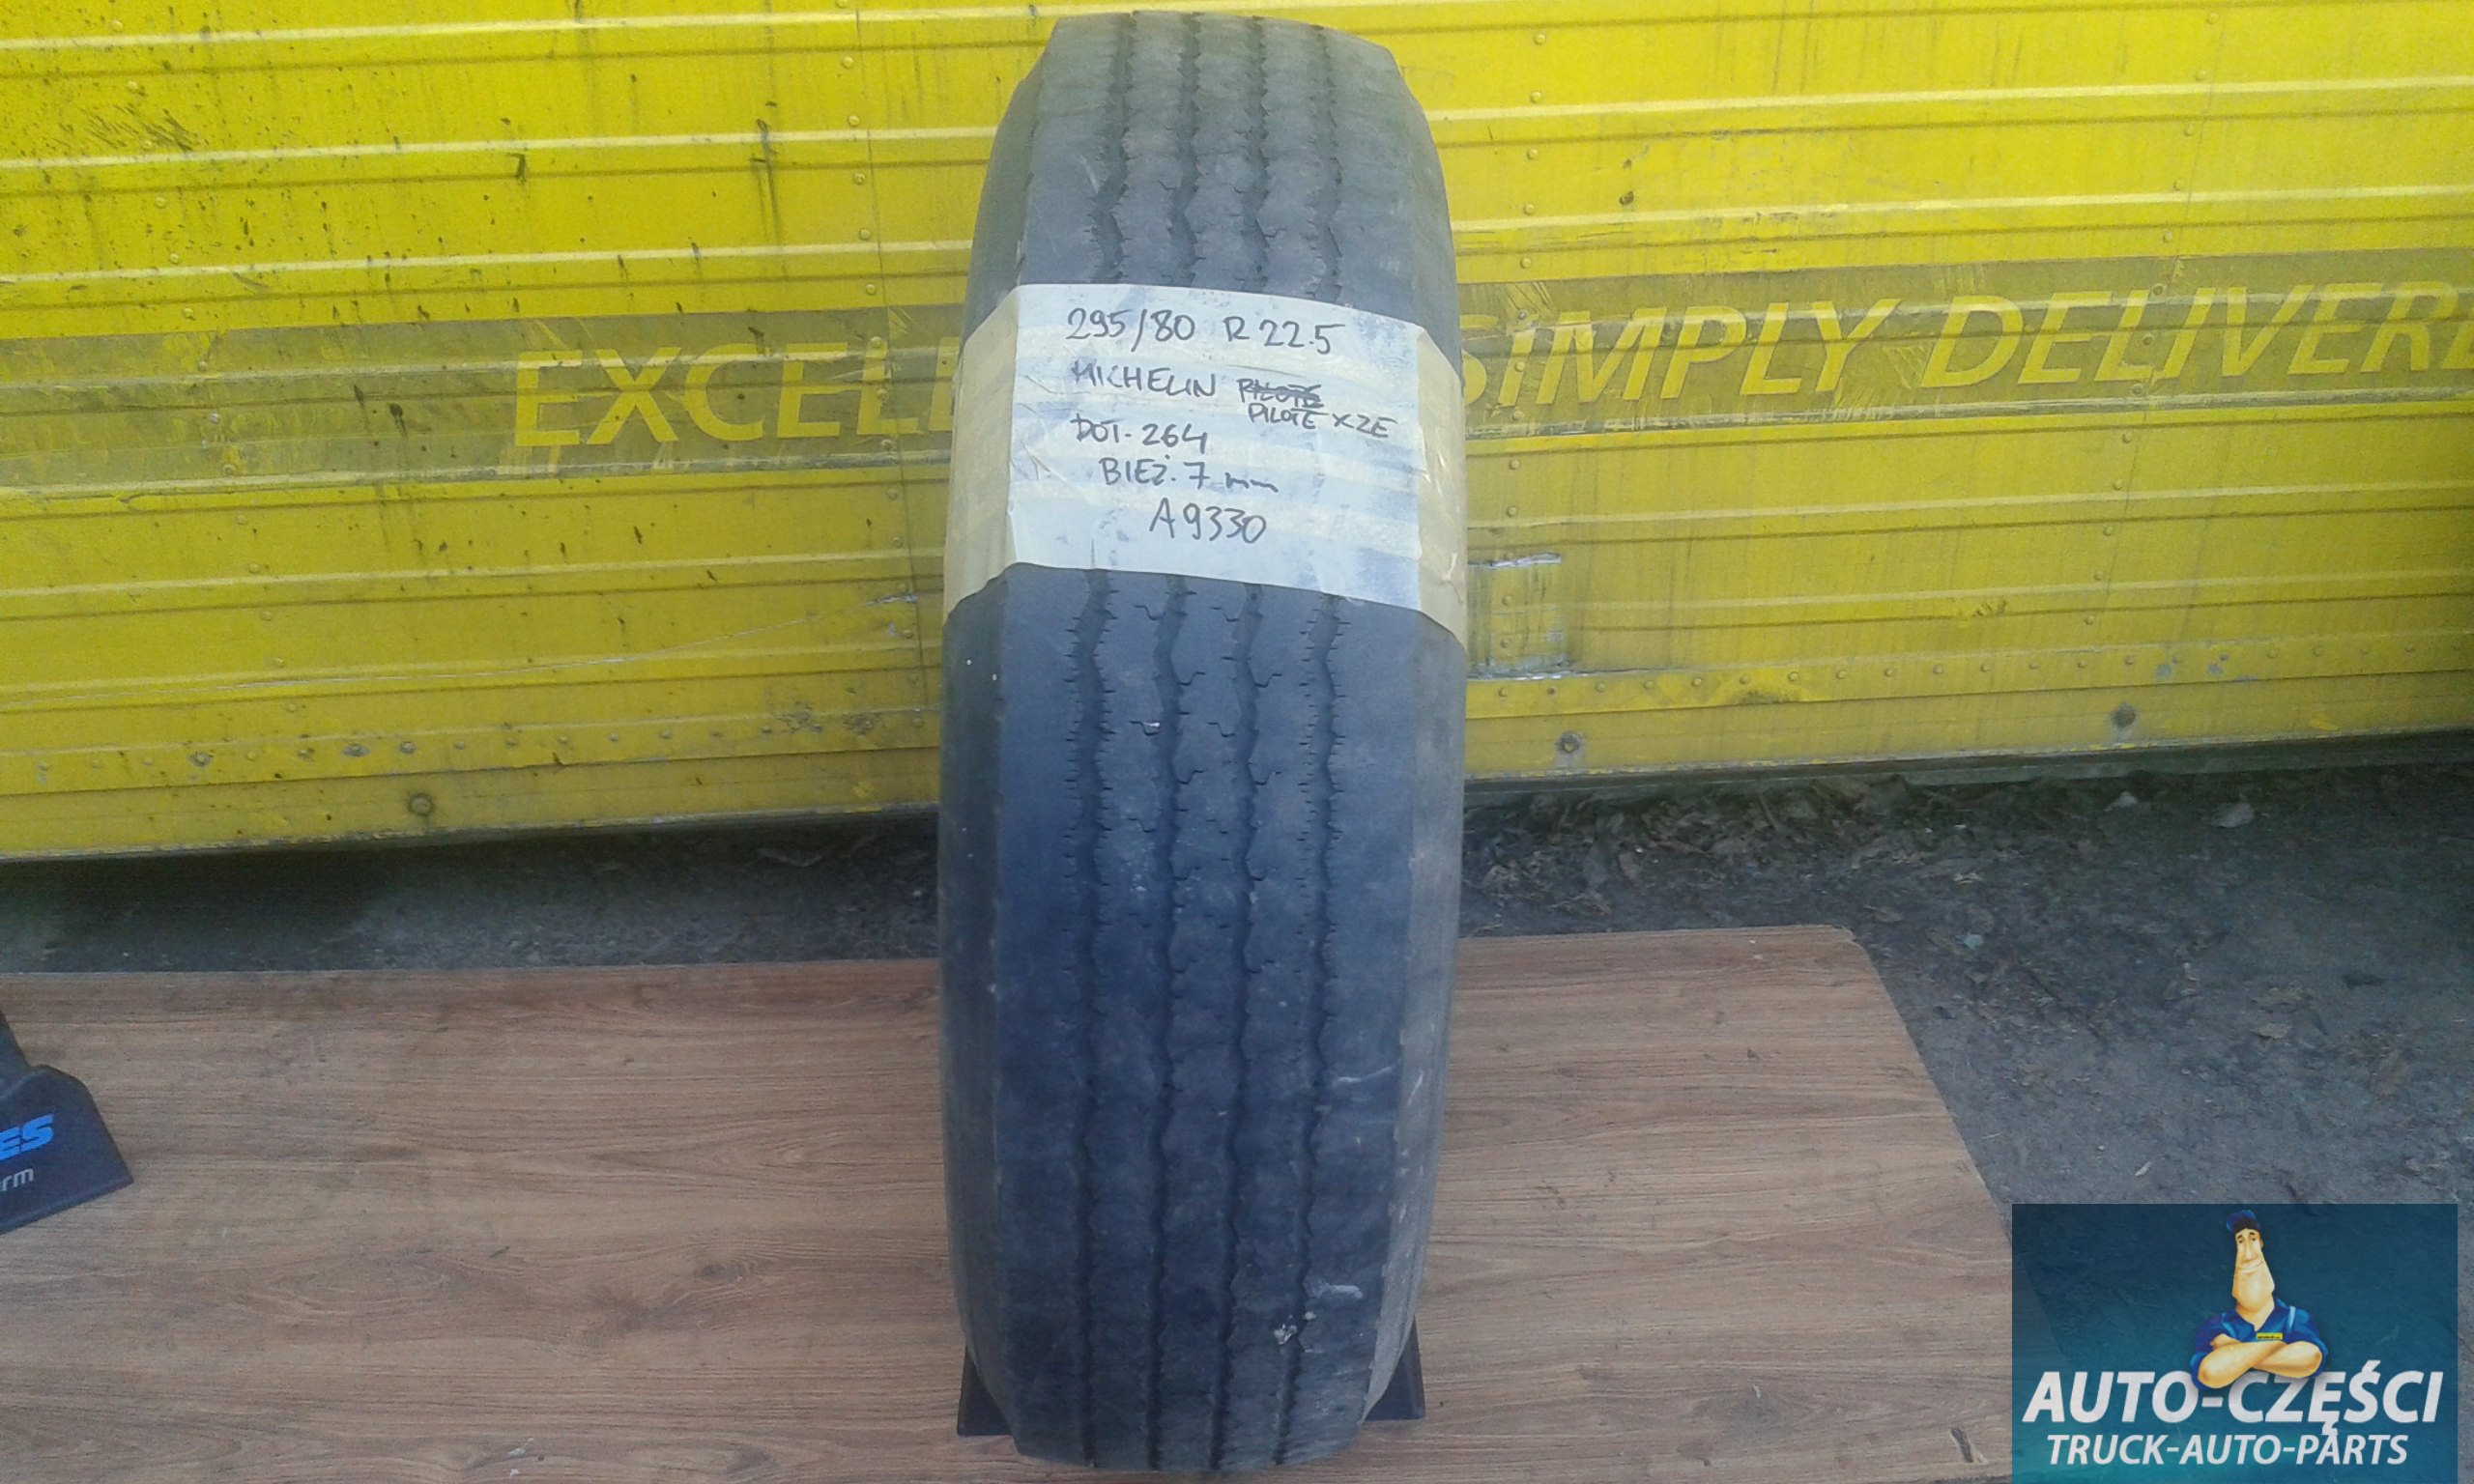 EXCELL
SIMPLY DELIVERE
295/80 R 22.5
MICHELIN PILOTE
PILOTE XZE
DOT. 264
BIEŻ. 7 mm
A9330
ES
rm
AUTO-CZĘŚCI
TRUCK-AUTO-PARTS